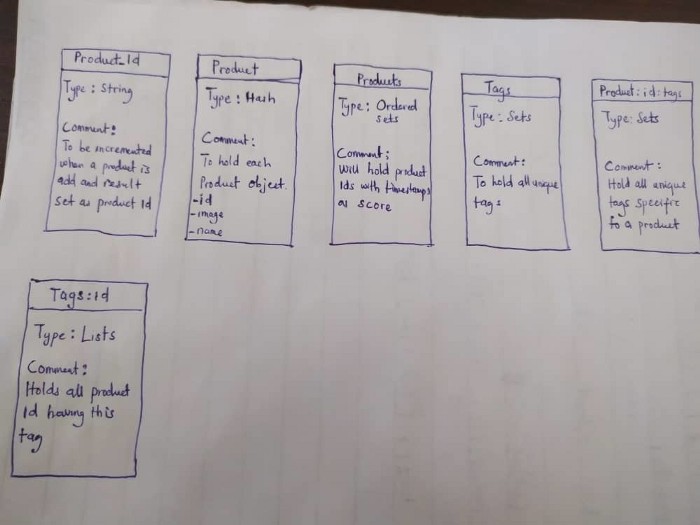 Product_Id
Type : String
Comment :
To be incremented
when a product is
add and result
set as product Id
Product
Type : Hash
Comment :
To hold each
Product object.
-id
-image
-name
Products
Type : Ordered
sets
Comment ;
Will hold product
Ids with timestamps
as score
Tags
Type : Sets
Comment :
To hold all unique
tags
Product : id : tags
Type : Sets
Comment :
Hold all unique
tags specific
to a product
Tags : id
Type : Lists
Comment :
Holds all product
Id having this
tag